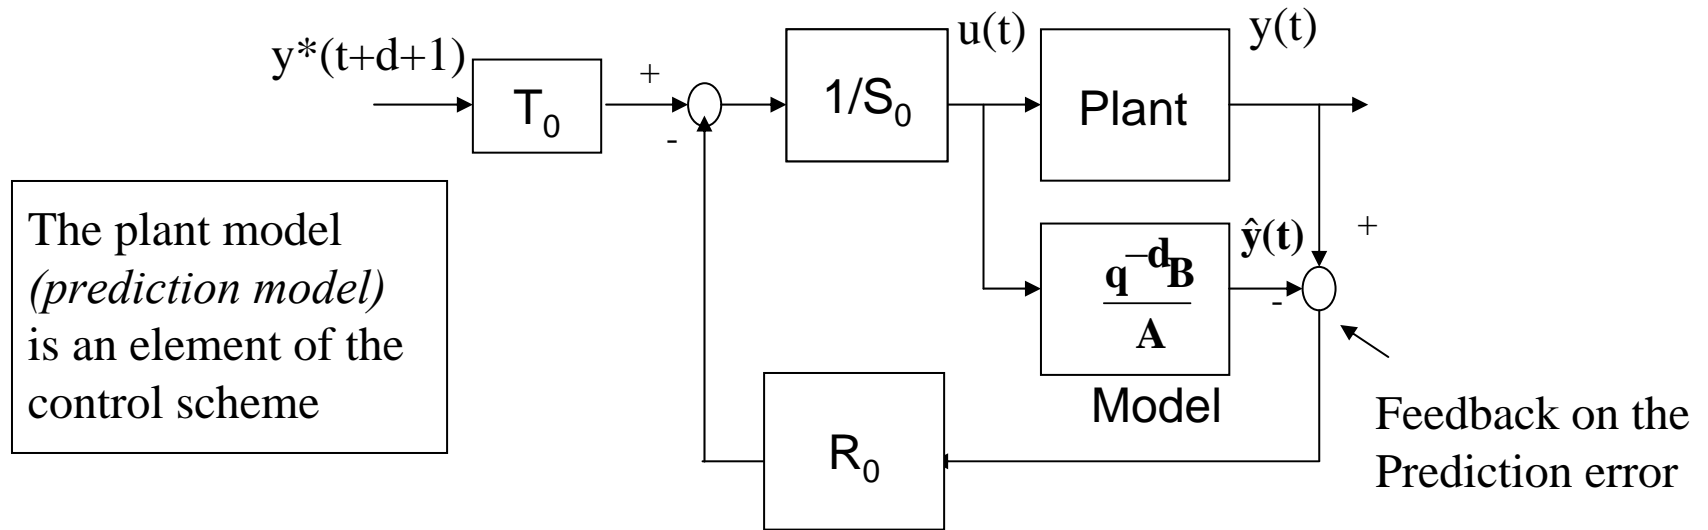 y*(t+d+1)
T₀
+
-
1/S₀
u(t)
Plant
y(t)
The plant model
(prediction model)
is an element of the
control scheme
q⁻ᵈB
A
Model
ŷ(t)
+
-
R₀
Feedback on the
Prediction error